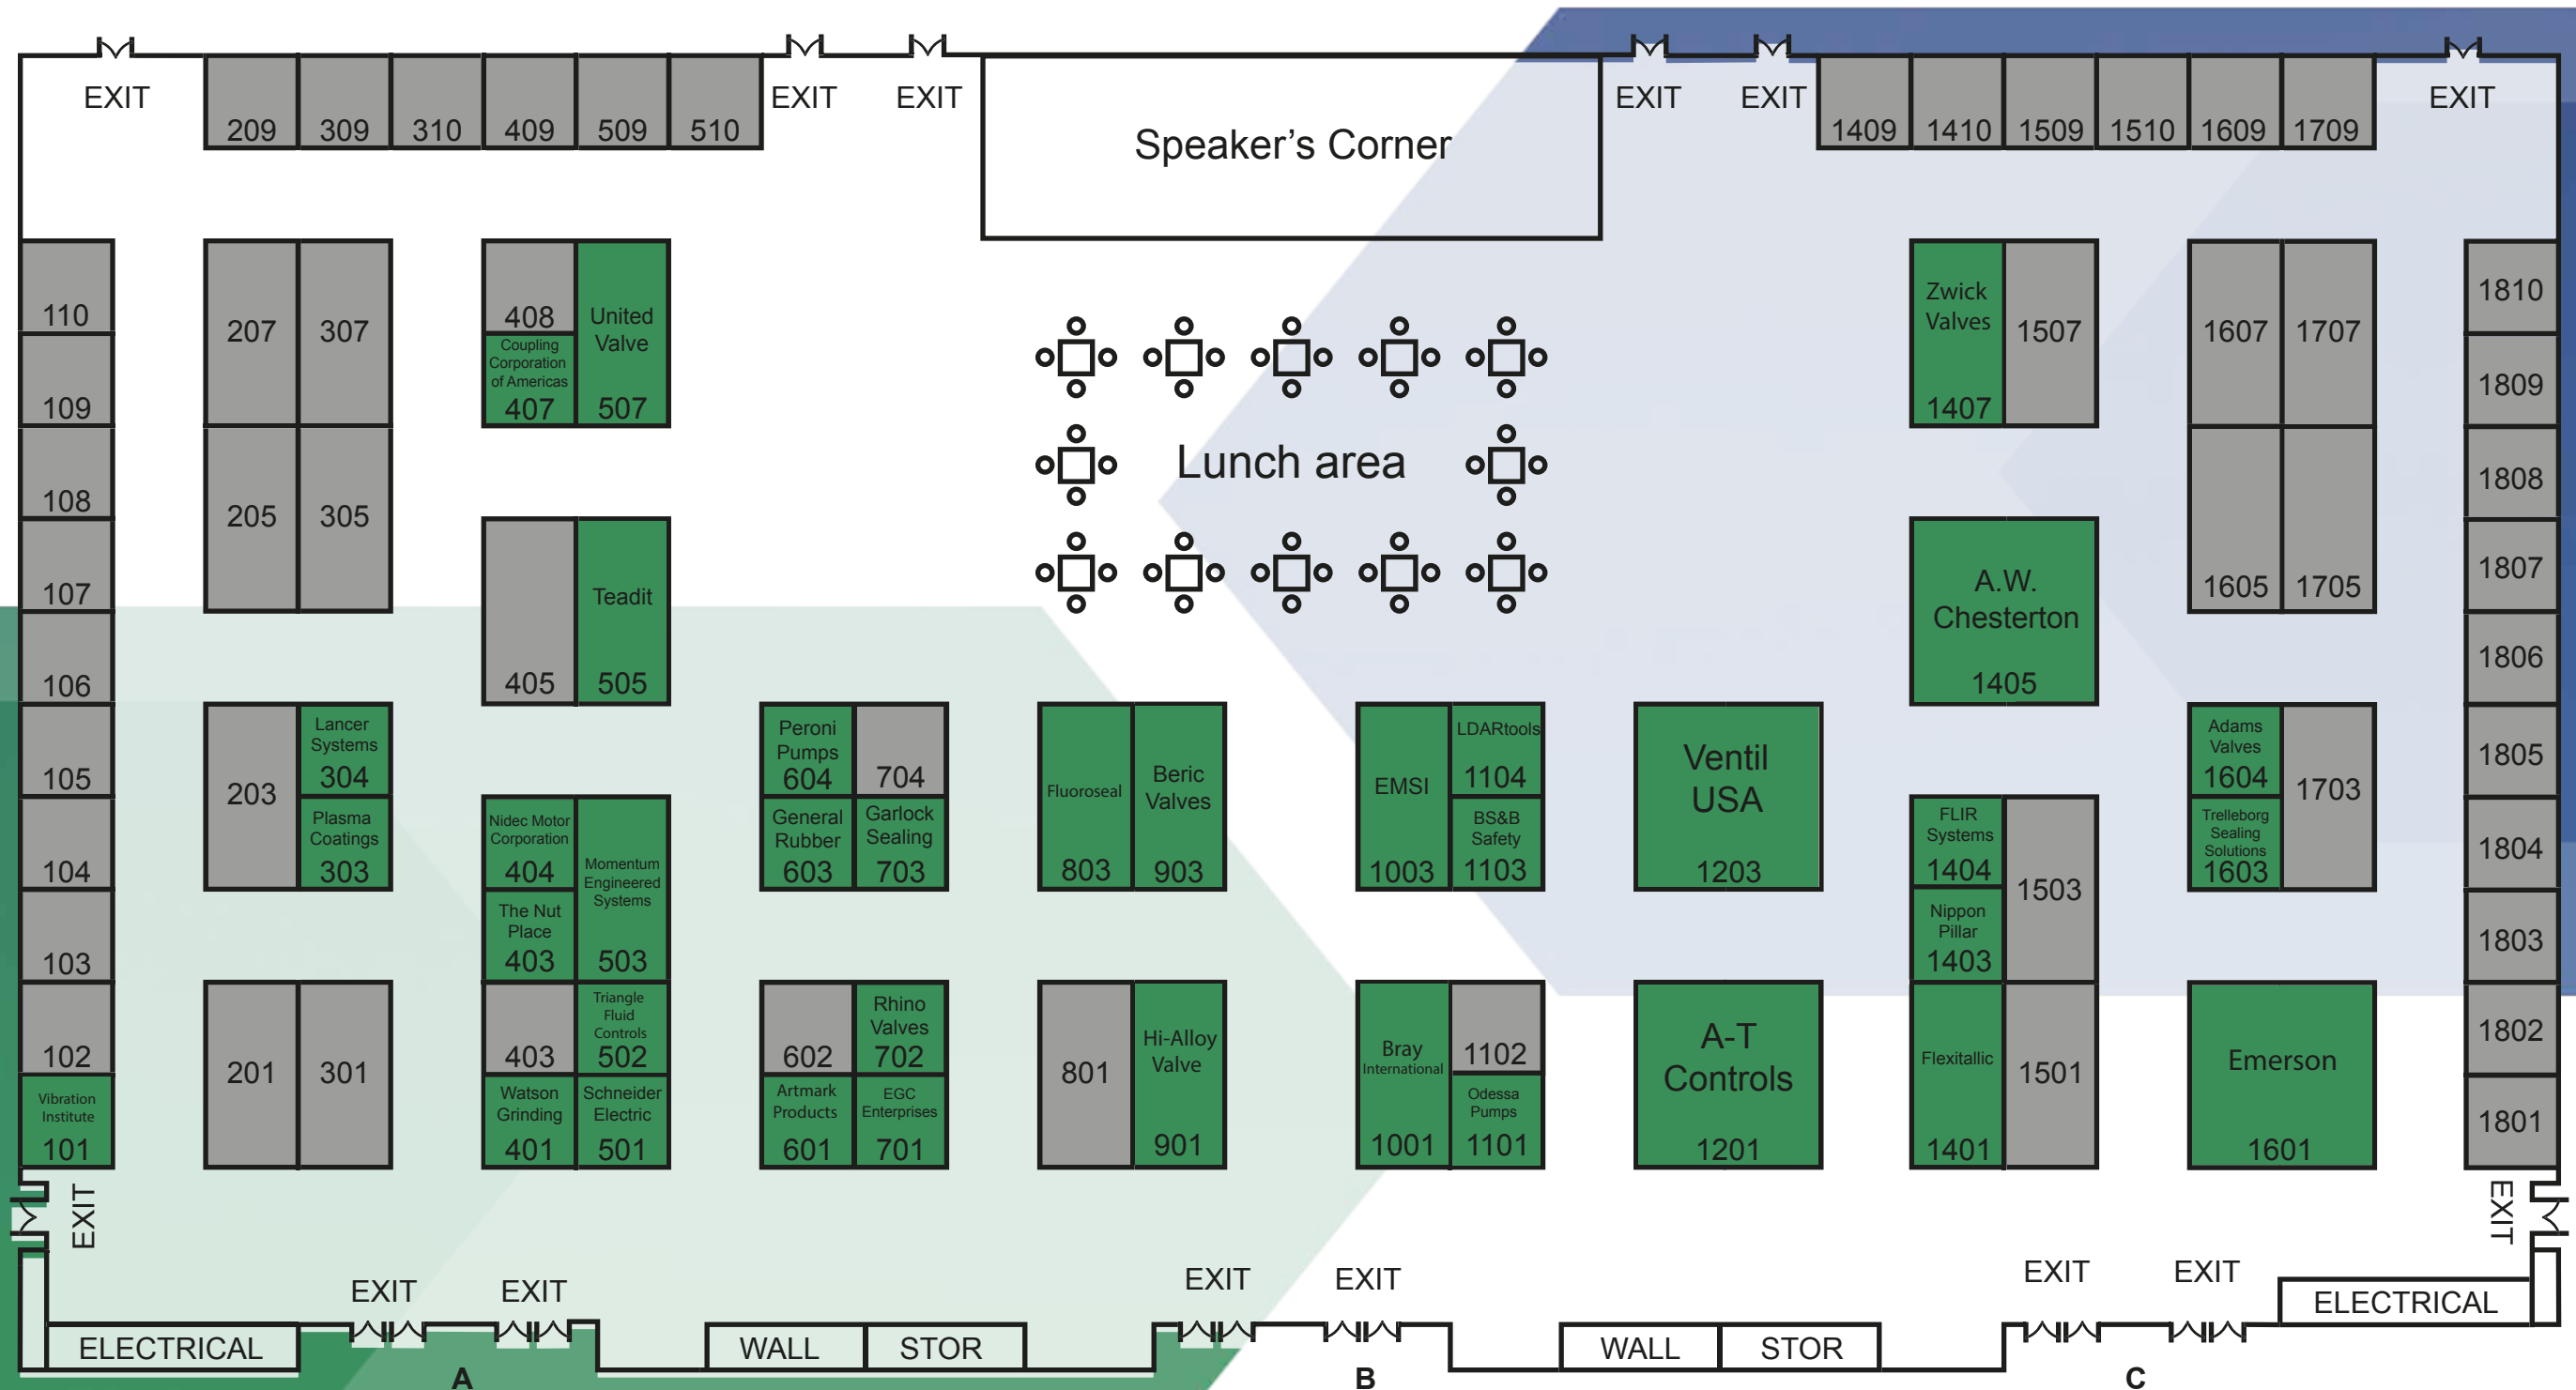 EXIT
EXIT
EXIT
EXIT
EXIT
EXIT
209
309
310
409
509
510
Speaker's Corner
1409
1410
1509
1510
1609
1709
110
109
108
107
106
105
104
103
102
Vibration
Institute
101
207
307
205
305
203
Lancer
Systems
304
Plasma
Coatings
303
201
301
408
Coupling
Corporation
of Americas
407
United
Valve
507
405
Teadit
505
Nidec Motor
Corporation
404
The Nut
Place
403
Momentum
Engineered
Systems
503
403
Triangle
Fluid
Controls
502
Watson
Grinding
401
Schneider
Electric
501
Peroni
Pumps
604
704
General
Rubber
603
Garlock
Sealing
703
602
Rhino
Valves
702
Artmark
Products
601
EGC
Enterprises
701
Lunch area
Fluoroseal
803
Beric
Valves
903
801
Hi-Alloy
Valve
901
EMSI
1003
LDARtools
1104
BS&B
Safety
1103
Bray
International
1001
1102
Odessa
Pumps
1101
Ventil
USA
1203
A-T
Controls
1201
Zwick
Valves
1407
1507
A.W.
Chesterton
1405
FLIR
Systems
1404
Nippon
Pillar
1403
1503
Flexitallic
1401
1501
1607
1707
1605
1705
Adams
Valves
1604
Trelleborg
Sealing
Solutions
1603
1703
Emerson
1601
1810
1809
1808
1807
1806
1805
1804
1803
1802
1801
EXIT
EXIT
EXIT
EXIT
EXIT
EXIT
EXIT
EXIT
ELECTRICAL
WALL
STOR
WALL
STOR
ELECTRICAL
A
B
C